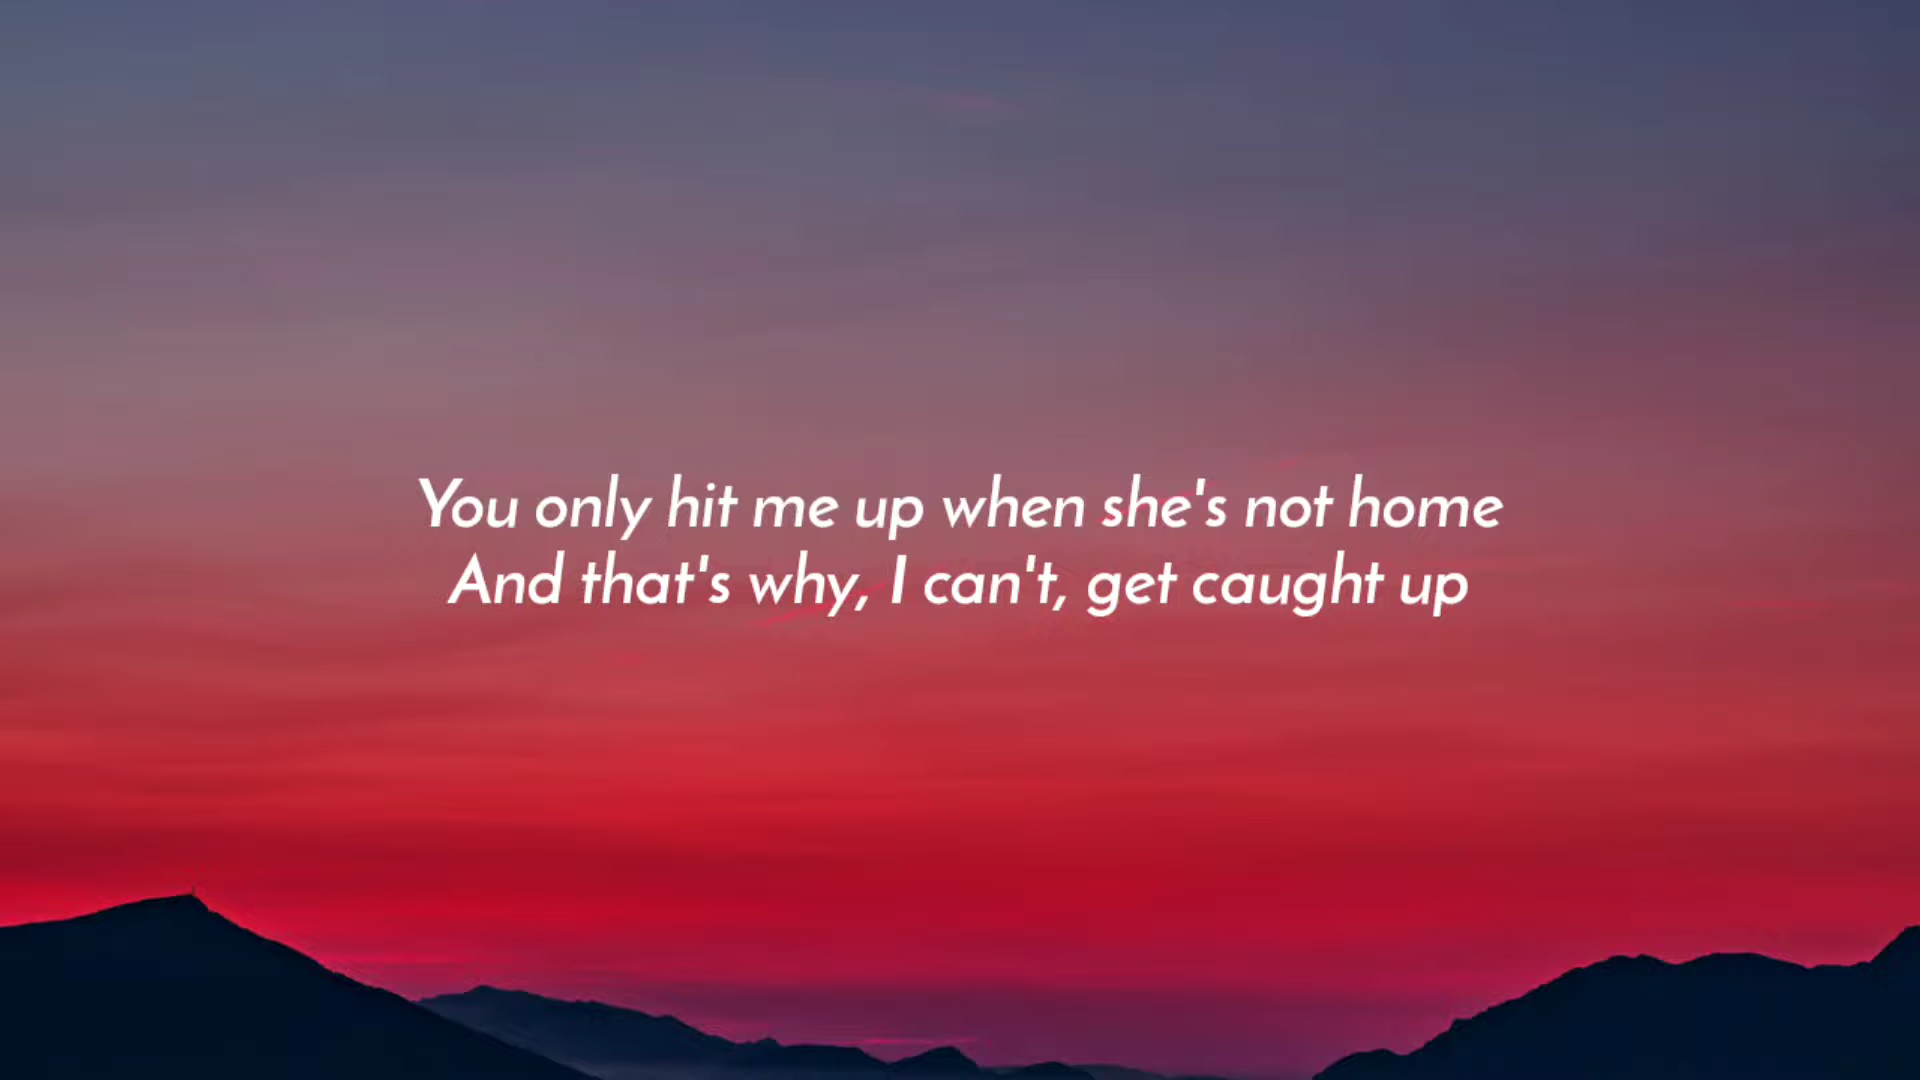 You only hit me up when she's not home
And that's why, I can't, get caught up